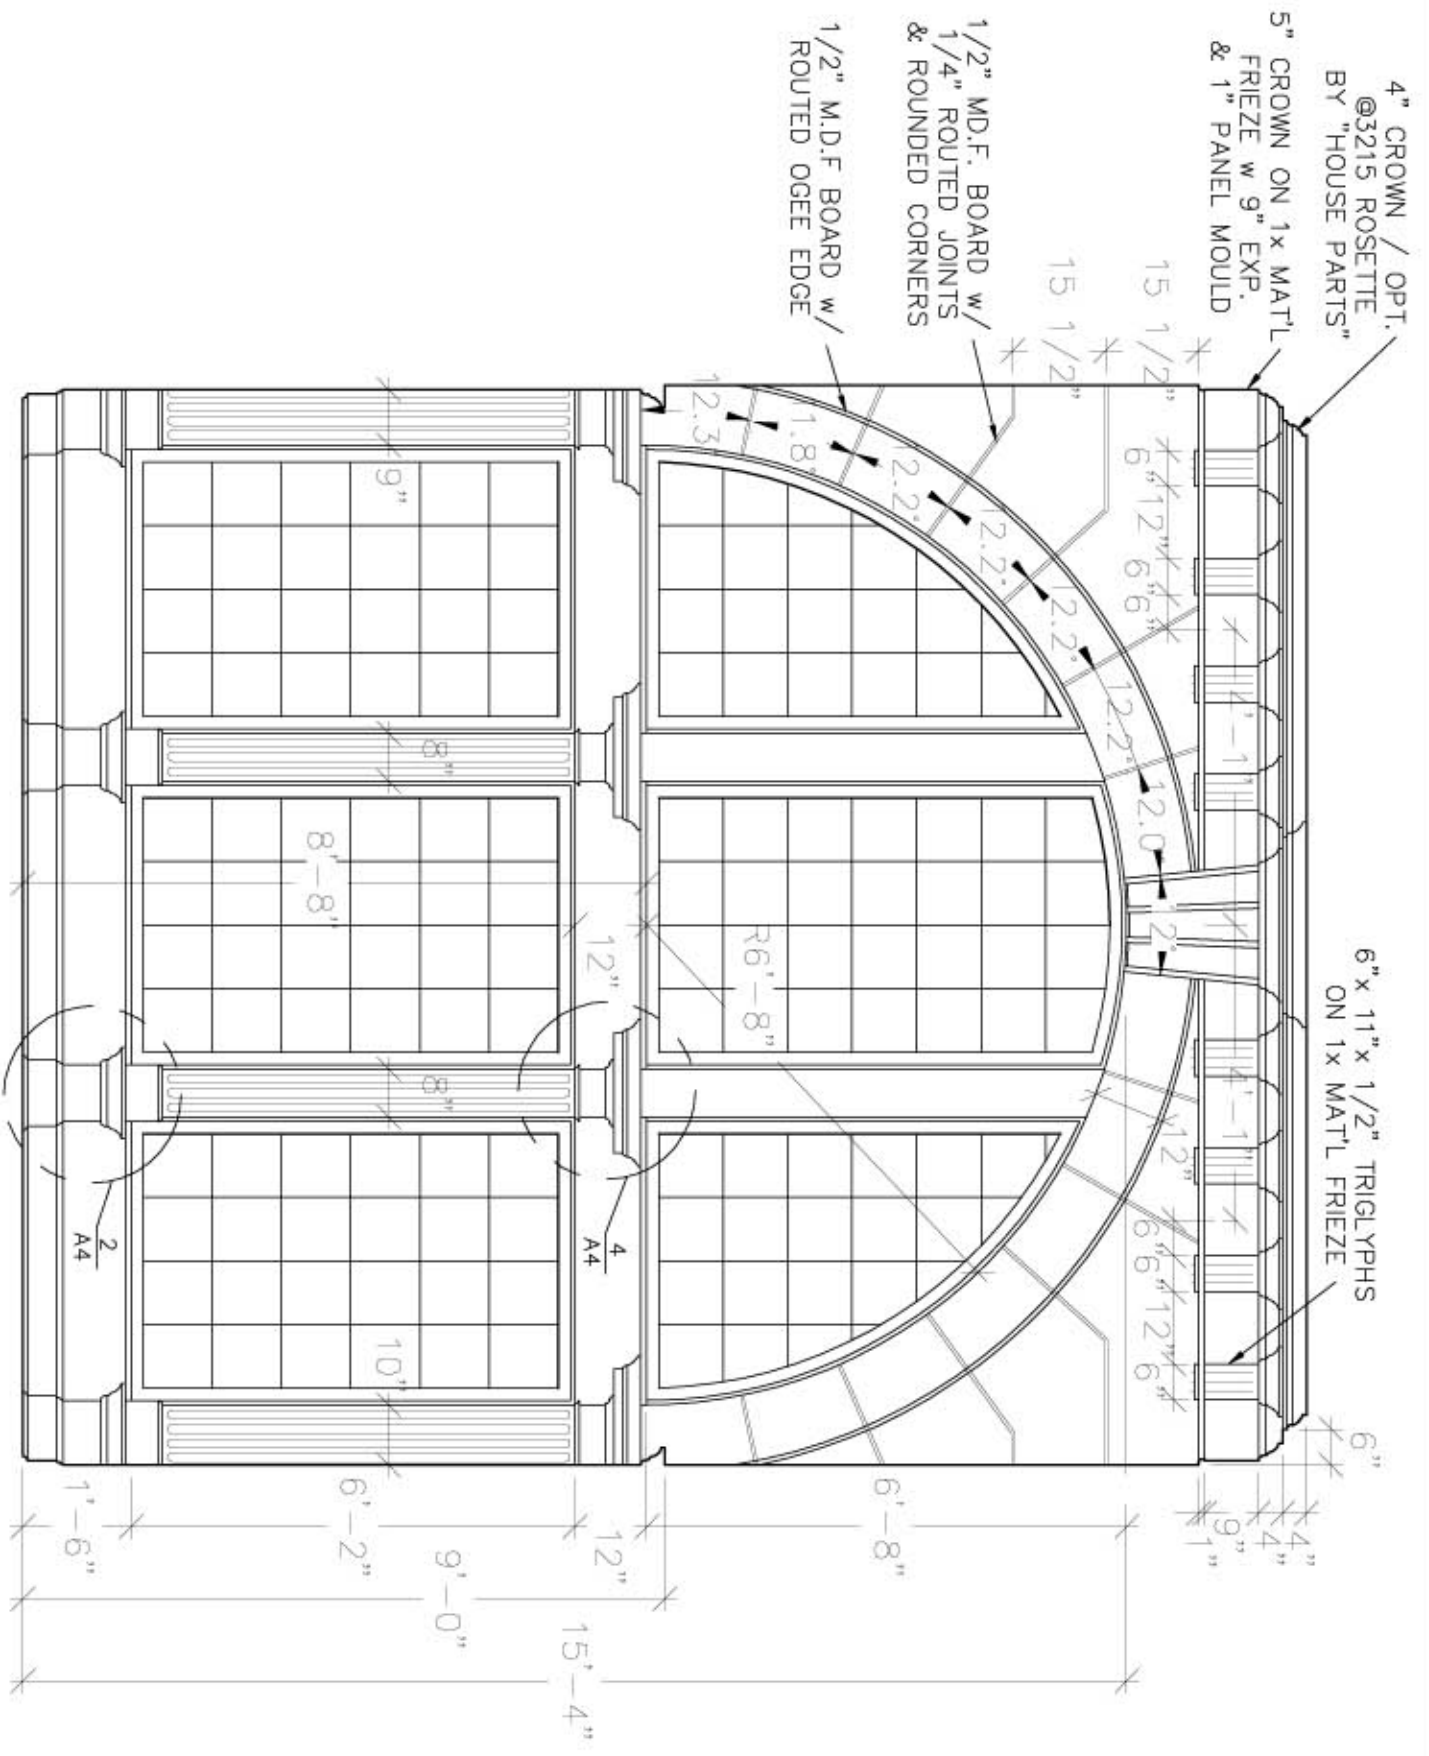 4" CROWN / OPT.
@3215 ROSETTE
BY "HOUSE PARTS"
5" CROWN ON 1x MAT'L
FRIEZE w 9" EXP.
& 1" PANEL MOULD
1/2" MD.F. BOARD w/
1/4" ROUTED JOINTS
& ROUNDED CORNERS
1/2" M.D.F BOARD w/
ROUTED OGEE EDGE
6"x 11"x 1/2" TRIGLYPHS
ON 1x MAT'L FRIEZE
6"
4"
4"
9"
1"
15 1/2"
15 1/2"
6"
12"
6"
6"
4'-1"
4'-1"
6"
6"
12"
6"
12.3
1.8°
12.2°
12.2°
12.2°
12.2°
12.0
2°
12"
R6'-8"
6'-8"
12"
12"
4
A4
9"
8"
8"
10"
8'-8"
6'-2"
9'-0"
15'-4"
1'-6"
2
A4